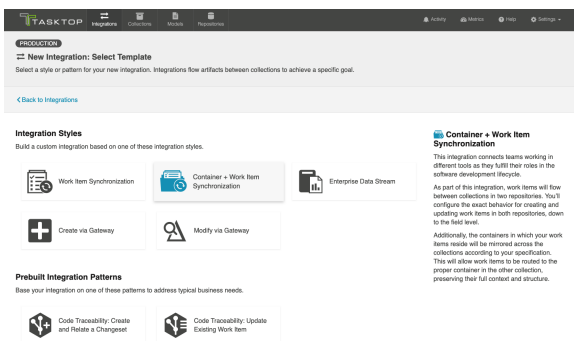 TASKTOP
Integrations
Collections
Models
Repositories
Activity
Metrics
Help
Settings
PRODUCTION
New Integration: Select Template
Select a style or pattern for your new integration. Integrations flow artifacts between collections to achieve a specific goal.
Back to Integrations
Integration Styles
Build a custom integration based on one of these integration styles.
Work Item Synchronization
Container + Work Item
Synchronization
Enterprise Data Stream
Create via Gateway
Modify via Gateway
Prebuilt Integration Patterns
Base your integration on one of these patterns to address typical business needs.
Code Traceability: Create
and Relate a Changeset
Code Traceability: Update
Existing Work Item
Container + Work Item
Synchronization
This integration connects teams working in
different tools as they fulfill their roles in the
software development lifecycle.
As part of this integration, work items will flow
between collections in two repositories. You'll
configure the exact behavior for creating and
updating work items in both repositories, down
to the field level.
Additionally, the containers in which your work
items reside will be mirrored across the
collections according to your specification.
This will allow work items to be routed to the
proper container in the other collection,
preserving their full context and structure.